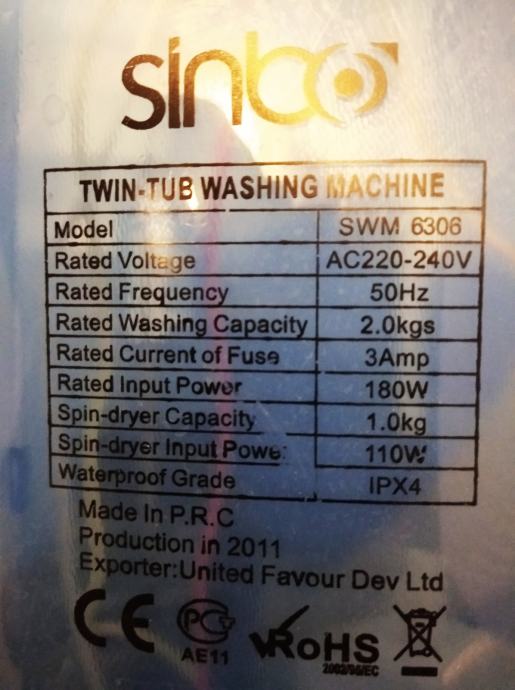 sinbo
TWIN-TUB WASHING MACHINE
Model SWM 6306
Rated Voltage AC220-240V
Rated Frequency 50Hz
Rated Washing Capacity 2.0kgs
Rated Current of Fuse 3Amp
Rated Input Power 180W
Spin-dryer Capacity 1.0kg
Spin-dryer Input Power 110W
Waterproof Grade IPX4
Made In P.R.C
Production in 2011
Exporter:United Favour Dev Ltd
CE PC RoHS
AE11 2002/95/EC